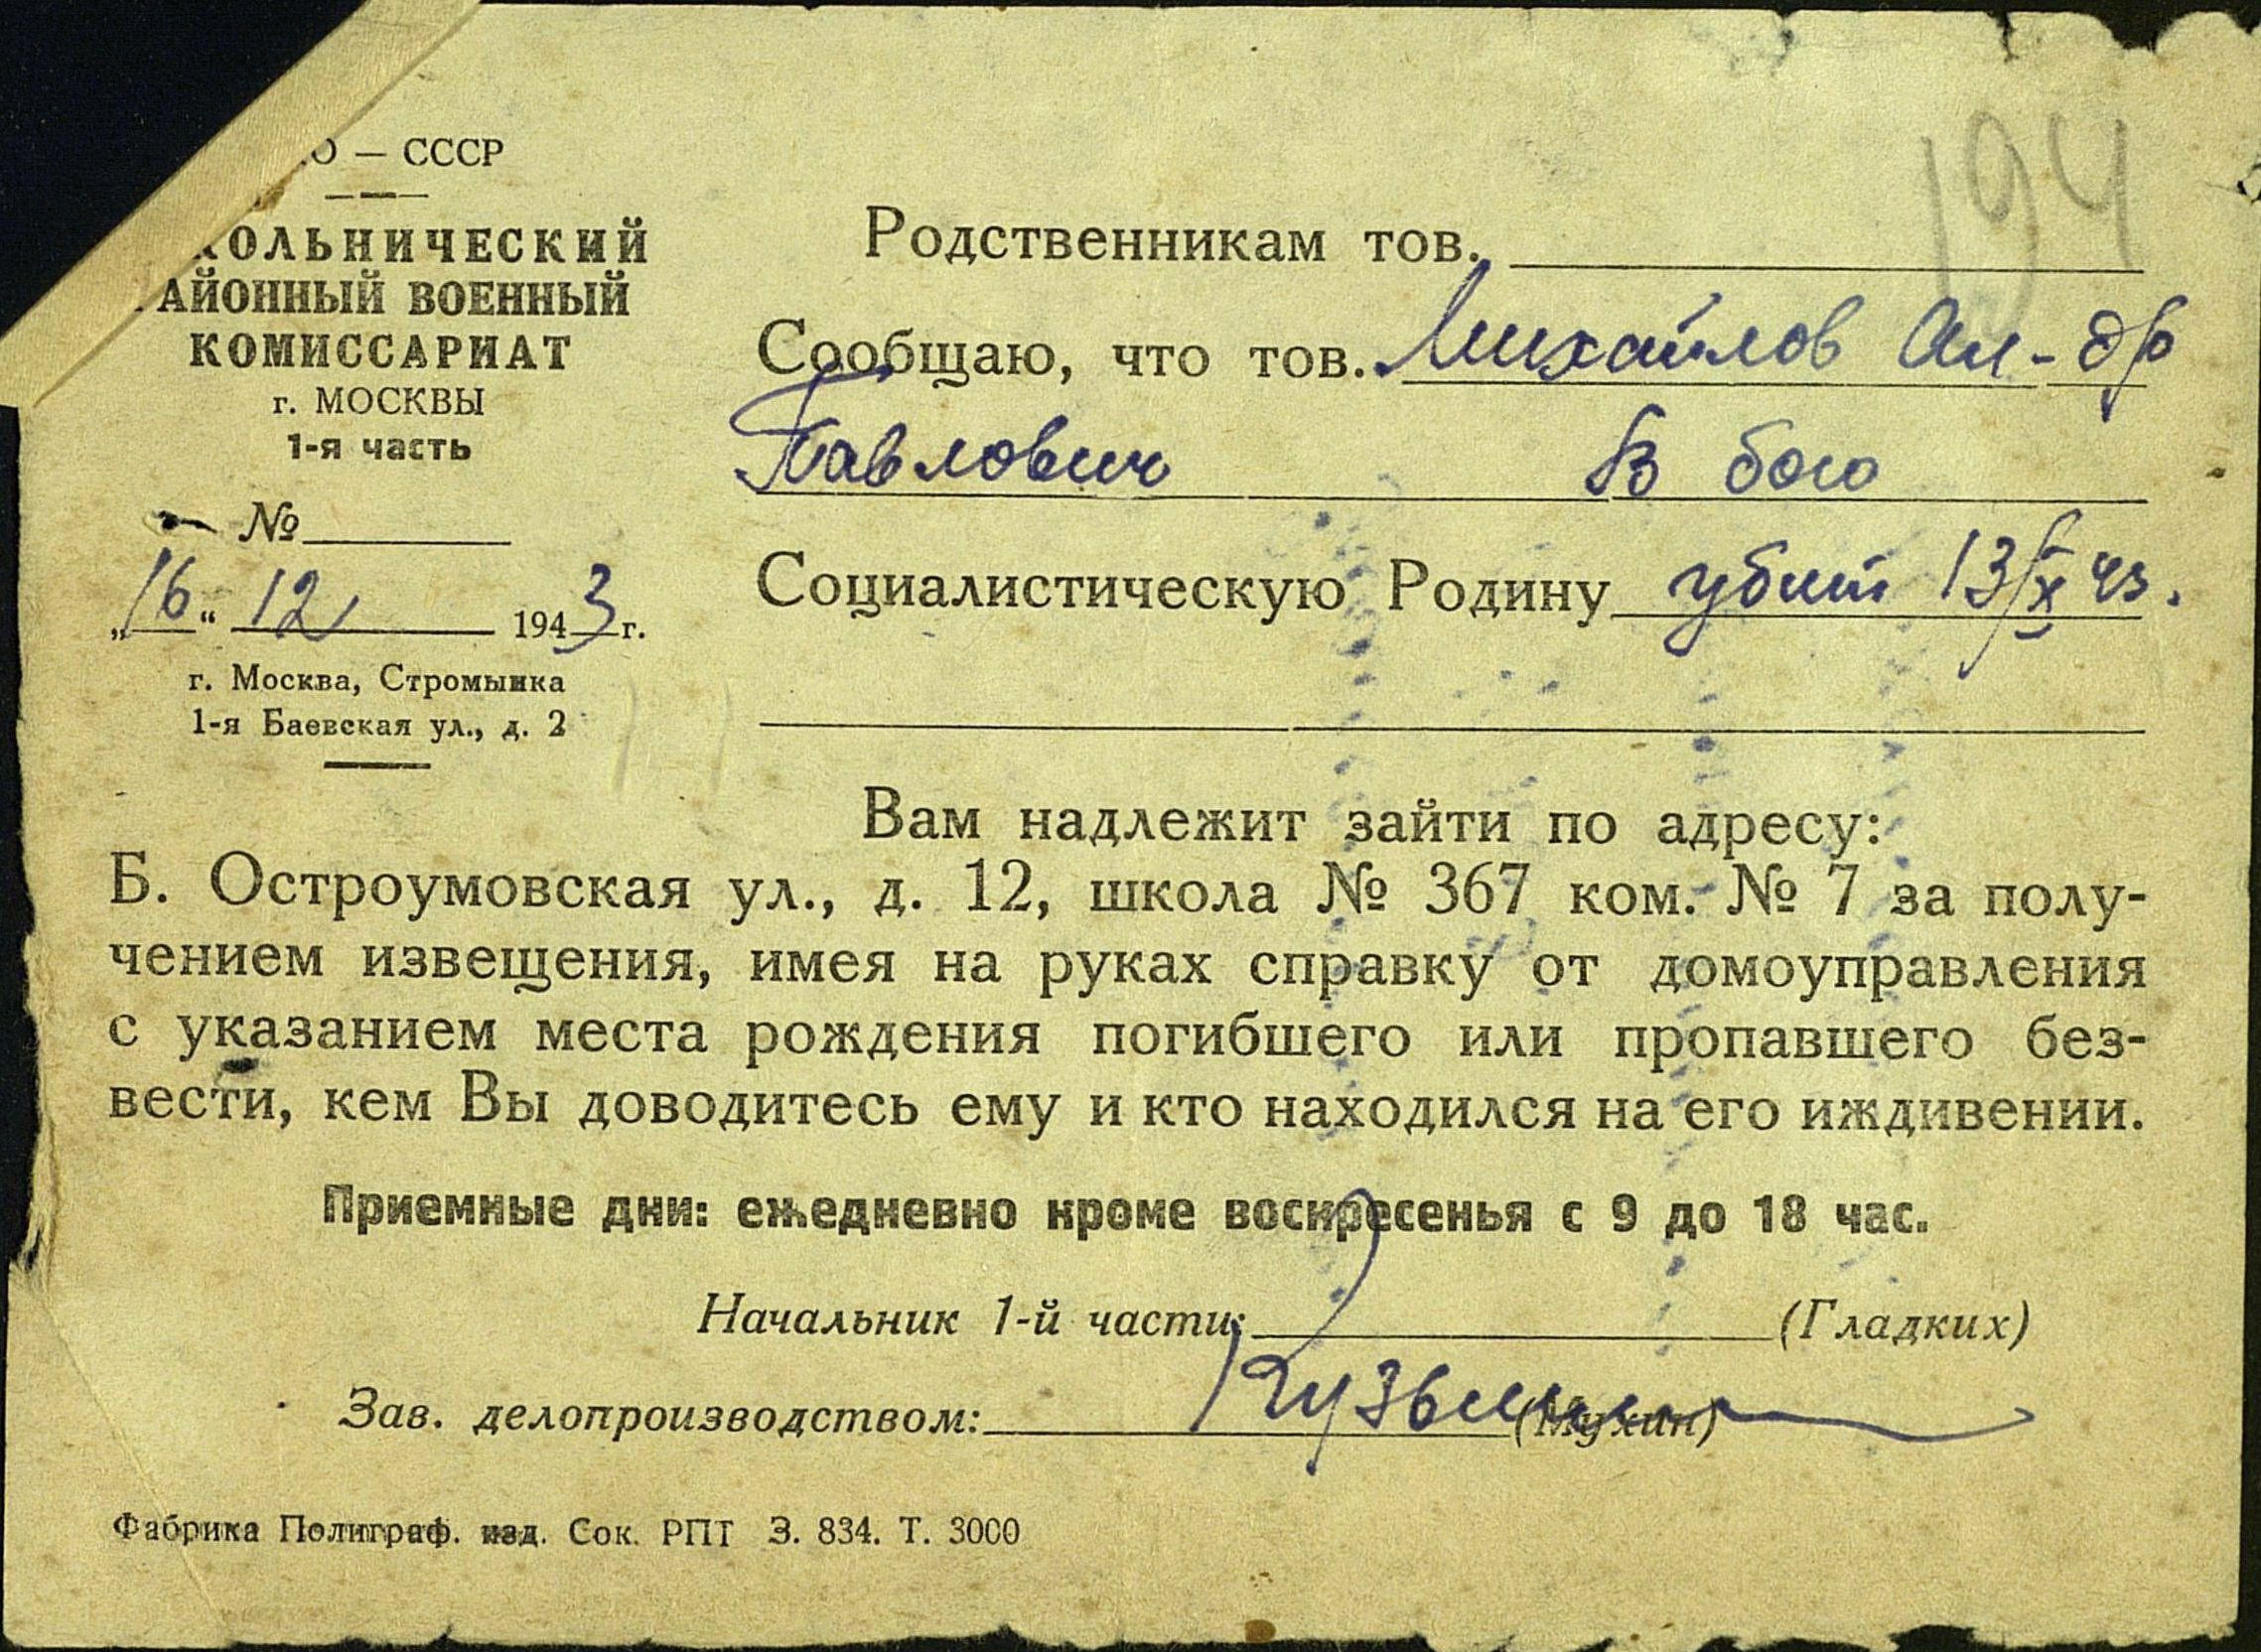 О — СССР
КОЛЬНИЧЕСКИЙ
АЙОННЫЙ ВОЕННЫЙ
КОМИССАРИАТ
г. МОСКВЫ
1-я часть
№
„16“ 12 1943 г.
г. Москва, Стромынка
1-я Баевская ул., д. 2
194
Родственникам тов.
Сообщаю, что тов. Михайлов Ал-др
Павлович В бою
Социалистическую Родину убит 13/X 43.
Вам надлежит зайти по адресу:
Б. Остроумовская ул., д. 12, школа № 367 ком. № 7 за полу-
чением извещения, имея на руках справку от домоуправления
с указанием места рождения погибшего или пропавшего без-
вести, кем Вы доводитесь ему и кто находился на его иждивении.
Приемные дни: ежедневно кроме воскресенья с 9 до 18 час.
Начальник 1-й части: (Гладких)
Зав. делопроизводством: (Мухин)
Фабрика Полиграф. изд. Сок. РПТ З. 834. Т. 3000